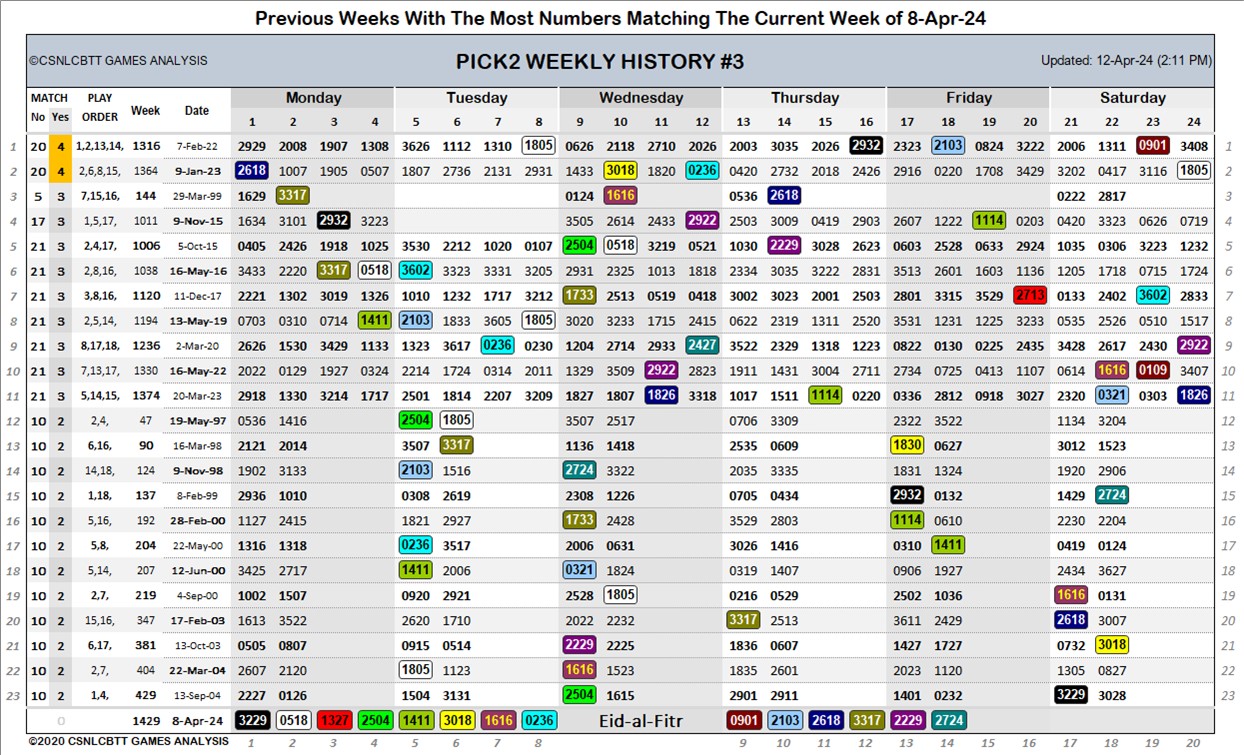 Previous Weeks With The Most Numbers Matching The Current Week of 8-Apr-24
©CSNLCBTT GAMES ANALYSIS PICK2 WEEKLY HISTORY #3 Updated: 12-Apr-24 (2:11 PM)
MATCH PLAY Week Date Monday Tuesday Wednesday Thursday Friday Saturday
No Yes ORDER 1 2 3 4 5 6 7 8 9 10 11 12 13 14 15 16 17 18 19 20 21 22 23 24
1 20 4 1,2,13,14, 1316 7-Feb-22 2929 2008 1907 1308 3626 1112 1310 1805 0626 2118 2710 2026 2003 3035 2026 2932 2323 2103 0824 3222 2006 1311 0901 3408 1
2 20 4 2,6,8,15, 1364 9-Jan-23 2618 1007 1905 0507 1807 2736 2131 2931 1433 3018 1820 0236 0420 2732 2018 2426 2916 0220 1708 3429 3202 0417 3116 1805 2
3 5 3 7,15,16, 144 29-Mar-99 1629 3317 0124 1616 0536 2618 0222 2817 3
4 17 3 1,5,17, 1011 9-Nov-15 1634 3101 2932 3223 3505 2614 2433 2922 2503 3009 0419 2903 2607 1222 1114 0203 0420 3323 0626 0719 4
5 21 3 2,4,17, 1006 5-Oct-15 0405 2426 1918 1025 3530 2212 1020 0107 2504 0518 3219 0521 1030 2229 3028 2623 0603 2528 0633 2924 1035 0306 3223 1232 5
6 21 3 2,8,16, 1038 16-May-16 3433 2220 3317 0518 3602 3323 3331 3205 2931 2325 1013 1818 2334 3035 3222 2831 3513 2601 1603 1136 1205 1718 0715 1724 6
7 21 3 3,8,16, 1120 11-Dec-17 2221 1302 3019 1326 1010 1235 1717 3212 1733 2513 0519 0418 3002 3023 2001 2503 2801 3315 3529 2713 0133 2402 3602 2833 7
8 21 3 2,5,14, 1194 13-May-19 0703 0310 0714 1411 2103 1833 3605 1805 3020 3233 1715 2415 0622 2313 1311 2520 3531 1231 1225 3233 0535 2526 0510 1517 8
9 21 3 8,17,18, 1236 2-Mar-20 2626 1530 3429 1133 1323 3617 0236 0230 1204 2714 2933 2427 3522 2329 1318 1223 0822 0130 0225 2435 3428 2617 2430 2922 9
10 21 3 7,13,17, 1330 16-May-22 2022 0129 1927 0324 2214 1724 0314 2011 1329 3509 2922 2823 1911 1431 3004 2711 2734 0725 0413 1107 0614 1616 0109 3407 10
11 21 3 5,14,15, 1374 20-Mar-23 2918 1330 3214 1717 0301 1814 2207 3209 1827 1807 1826 3318 1017 1511 1114 0220 0336 2812 0918 3027 2320 0321 0303 1826 11
12 10 2 2,4, 47 19-May-97 0536 1416 2504 1805 3507 2517 0706 3309 2322 3522 1134 3204 12
13 10 2 6,16, 90 16-Mar-98 2121 2014 3507 3317 1136 1418 2535 0609 1830 0627 3012 1523 13
14 10 2 14,18, 124 9-Nov-98 1902 3133 2103 1516 2724 3322 2035 3335 1831 1324 1920 2906 14
15 10 2 1,18, 137 8-Feb-99 2936 1010 0308 2619 2308 1226 0705 0434 2932 0132 1429 2724 15
16 10 2 5,16, 192 28-Feb-00 1127 2415 1821 2927 1733 2428 3529 2803 1114 0610 2230 2204 16
17 10 2 5,8, 204 22-May-00 1316 1318 0236 3517 2006 0631 3026 1416 0310 1411 0419 0124 17
18 10 2 5,14, 207 12-Jun-00 3425 2717 1411 2006 0321 1824 0319 1407 0906 1927 2434 3627 18
19 10 2 2,7, 219 4-Sep-00 1002 1507 0920 2921 2528 1805 0216 0529 2502 1036 1616 0131 19
20 10 2 15,16, 347 17-Feb-03 1613 3522 2620 1710 2022 2232 3317 2513 3611 2429 2618 3007 20
21 10 2 6,17, 381 13-Oct-03 0505 0807 0915 0514 2229 2225 1836 0607 1427 1733 0732 3018 21
22 10 2 2,7, 404 22-Mar-04 2607 2120 1805 1123 1616 1523 1835 2601 2023 1120 1305 0827 22
23 10 2 1,4, 429 13-Sep-04 2227 0126 1504 3131 2504 1615 2901 2911 1401 0232 3229 3028 23
0 1429 8-Apr-24 3229 0518 1327 2504 1411 3018 1616 0236 Eid-al-Fitr 0901 2103 2618 3317 2229 2724
©2020 CSNLCBTT GAMES ANALYSIS 1 2 3 4 5 6 7 8 9 10 11 12 13 14 15 16 17 18 19 20